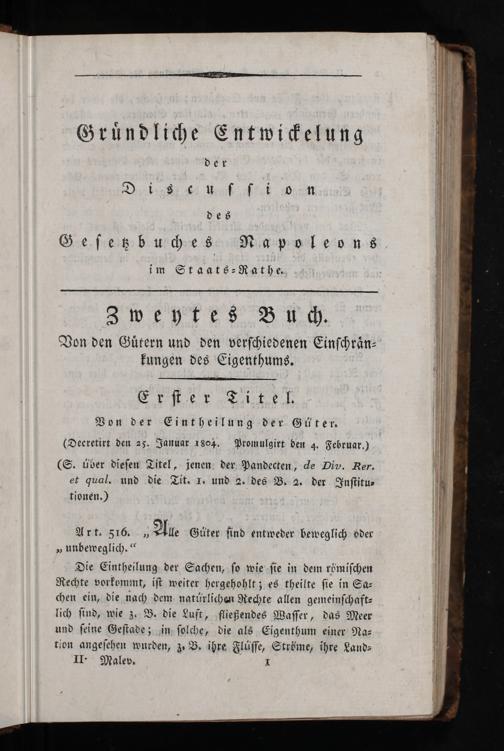 Gründliche Entwickelung
der
Discussion
des
Gesetzbuches Napoleons
im Staats-Rathe.
Zweytes Buch.
Von den Gütern und den verschiedenen Einschrän-
kungen des Eigenthums.
Erster Titel.
Von der Eintheilung der Güter.
(Decretirt den 25. Januar 1804. Promulgirt den 4. Februar.)
(S. über diesen Titel, jenen der Pandecten, de Div. Rer.
et qual. und die Tit. 1. und 2. des B. 2. der Institu-
tionen.)
Art. 516. „Alle Güter sind entweder beweglich oder
„unbeweglich.“
Die Eintheilung der Sachen, so wie sie in dem römischen
Rechte vorkommt, ist weiter hergehohlt; es theilte sie in Sa-
chen ein, die nach dem natürlichen Rechte allen gemeinschaft-
lich sind, wie z. B. die Luft, fließendes Wasser, das Meer
und seine Gestade; in solche, die als Eigenthum einer Na-
tion angesehen wurden, z. B. ihre Flüsse, Ströme, ihre Land-
II. Malev. 1